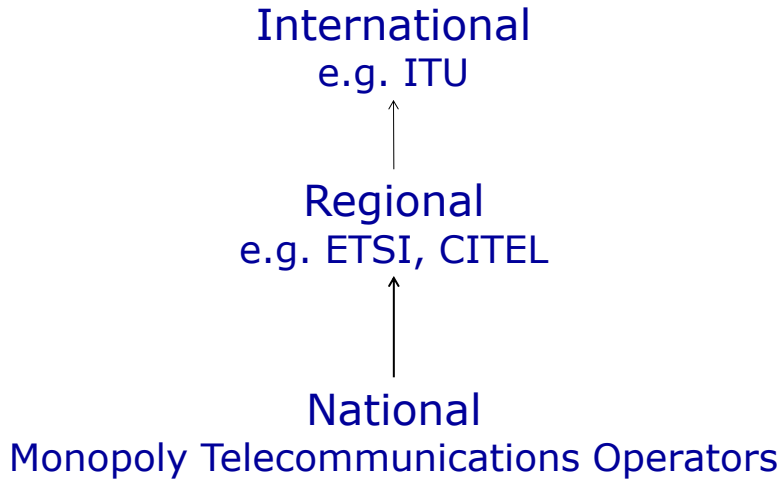 International
e.g. ITU
Regional
e.g. ETSI, CITEL
National
Monopoly Telecommunications Operators